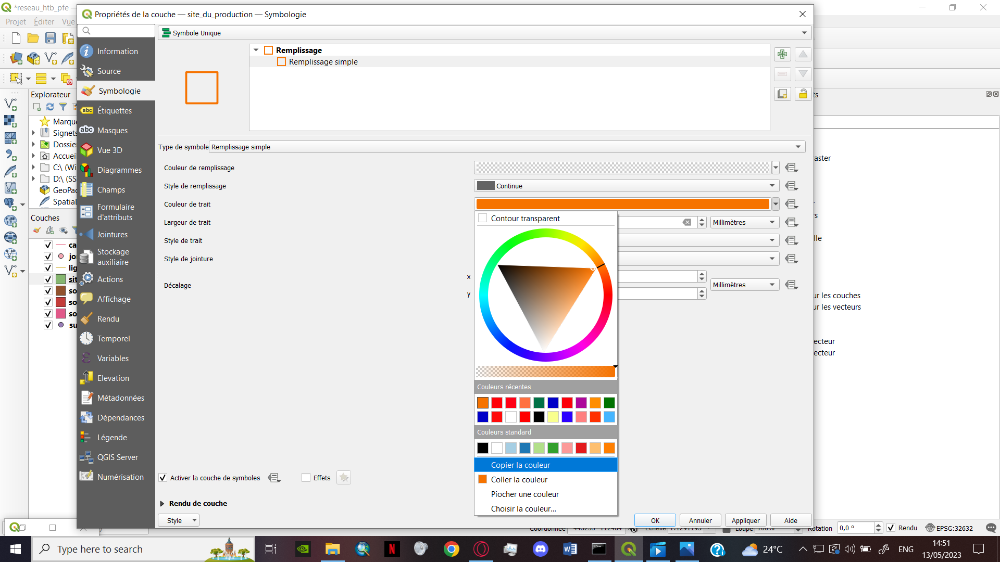 *reseau_htb_pfe —
Propriétés de la couche — site_du_production — Symbologie
Projet Éditer Vue
Symbole Unique
Information
Source
Symbologie
Étiquettes
Masques
Vue 3D
Diagrammes
Champs
Formulaire
d'attributs
Jointures
Stockage
auxiliaire
Actions
Affichage
Rendu
Temporel
Variables
Elevation
Métadonnées
Dépendances
Légende
QGIS Server
Numérisation
Remplissage
Remplissage simple
Explorateur
Marque
Signets
Dossie
Accuei
C:\ (Wi
D:\ (SS
GeoPac
SpatiaL
Couches
ca
jo
lig
sit
so
so
so
su
Type de symbole Remplissage simple
Couleur de remplissage
Style de remplissage Continue
Couleur de trait
Largeur de trait Millimètres
Style de trait
Style de jointure
x
Décalage Millimètres
y
Contour transparent
Couleurs récentes
Couleurs standard
Copier la couleur
Coller la couleur
Piocher une couleur
Choisir la couleur...
Activer la couche de symboles
Effets
Rendu de couche
Style
OK
Annuler
Appliquer
Aide
ts
aster
rs
lle
ur les couches
ur les vecteurs
ecteur
ecteur
Coordonnée
Échelle
Loupe 100%
Rotation 0,0 °
Rendu
EPSG:32632
Type here to search
24°C
ENG
14:51
13/05/2023